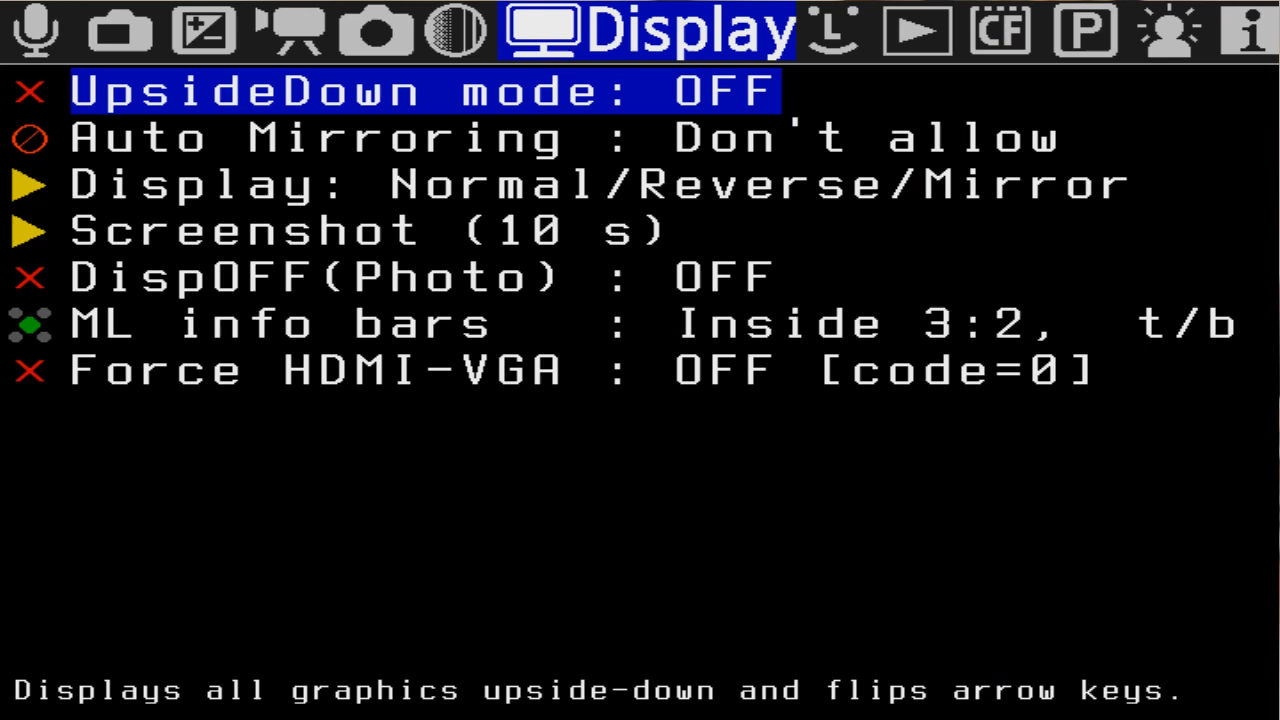 Display L CF P i
UpsideDown mode: OFF
Auto Mirroring : Don't allow
Display: Normal/Reverse/Mirror
Screenshot (10 s)
DispOFF(Photo) : OFF
ML info bars : Inside 3:2, t/b
Force HDMI-VGA : OFF [code=0]
Displays all graphics upside-down and flips arrow keys.